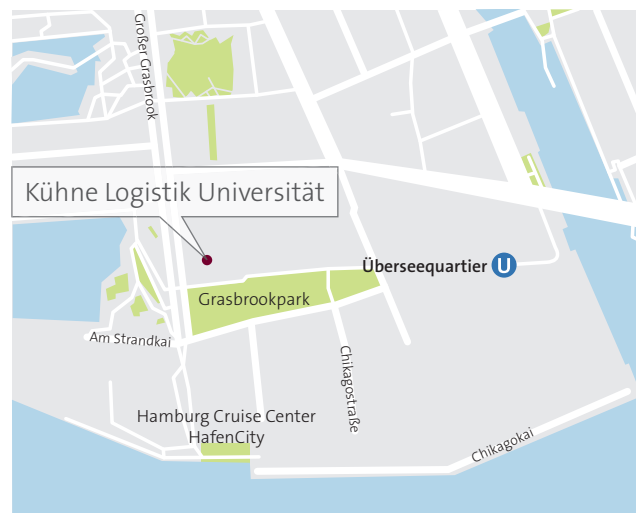 Großer Grasbrook
Kühne Logistik Universität
Überseequartier U
Grasbrookpark
Am Strandkai
Chikagostraße
Hamburg Cruise Center
HafenCity
Chikagokai